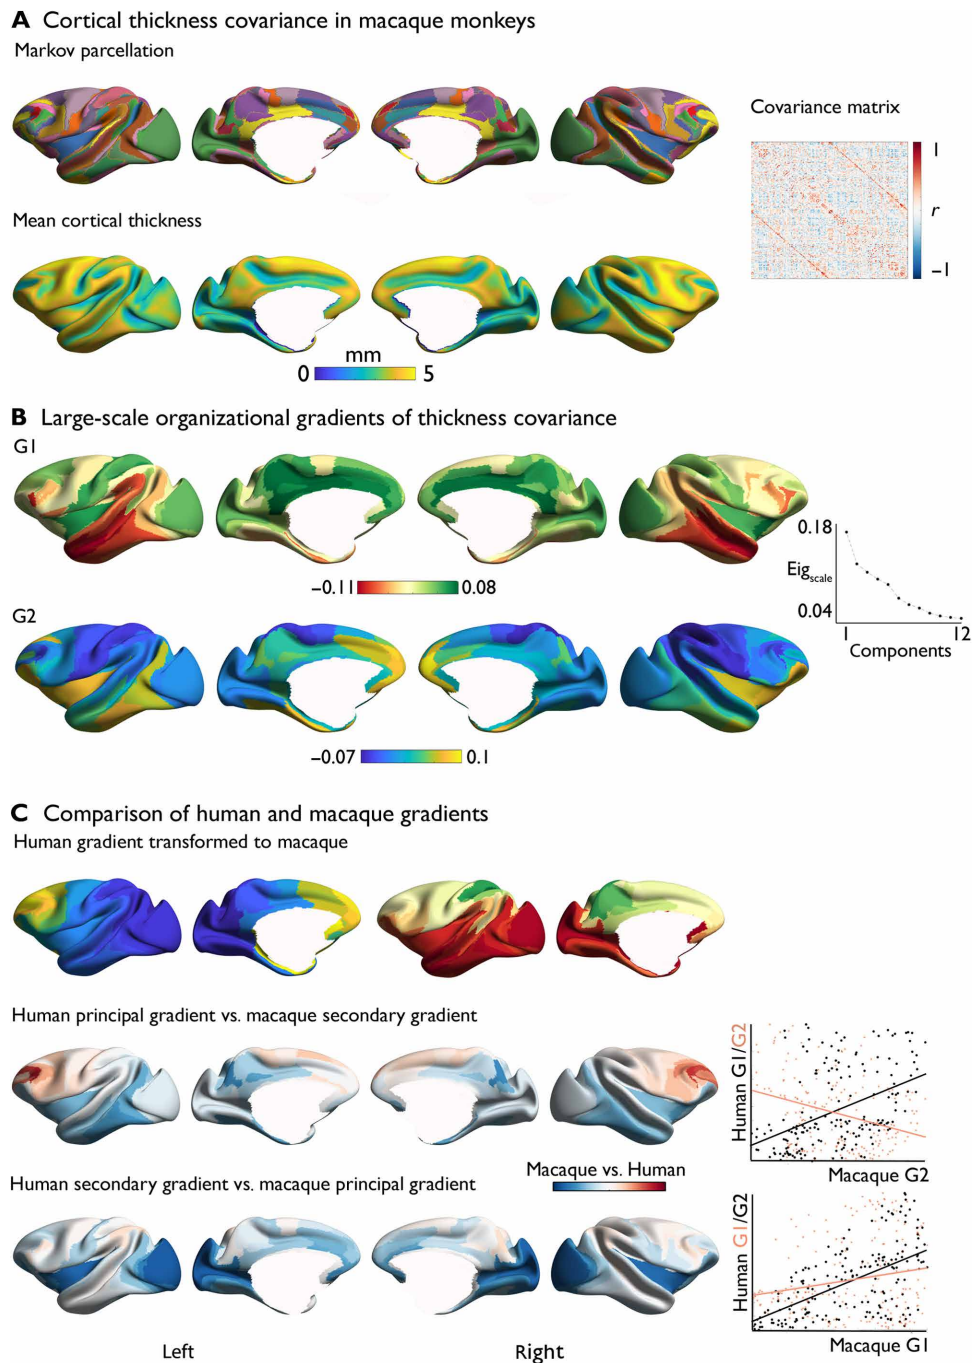 A Cortical thickness covariance in macaque monkeys
Markov parcellation
Covariance matrix
1
r
−1
Mean cortical thickness
mm
0 5
B Large-scale organizational gradients of thickness covariance
G1
−0.11 0.08
0.18
Eigscale
0.04
1 12
Components
G2
−0.07 0.1
C Comparison of human and macaque gradients
Human gradient transformed to macaque
Human principal gradient vs. macaque secondary gradient
Human G1/G2
Macaque G2
Macaque vs. Human
Human secondary gradient vs. macaque principal gradient
Human G1/G2
Macaque G1
Left Right